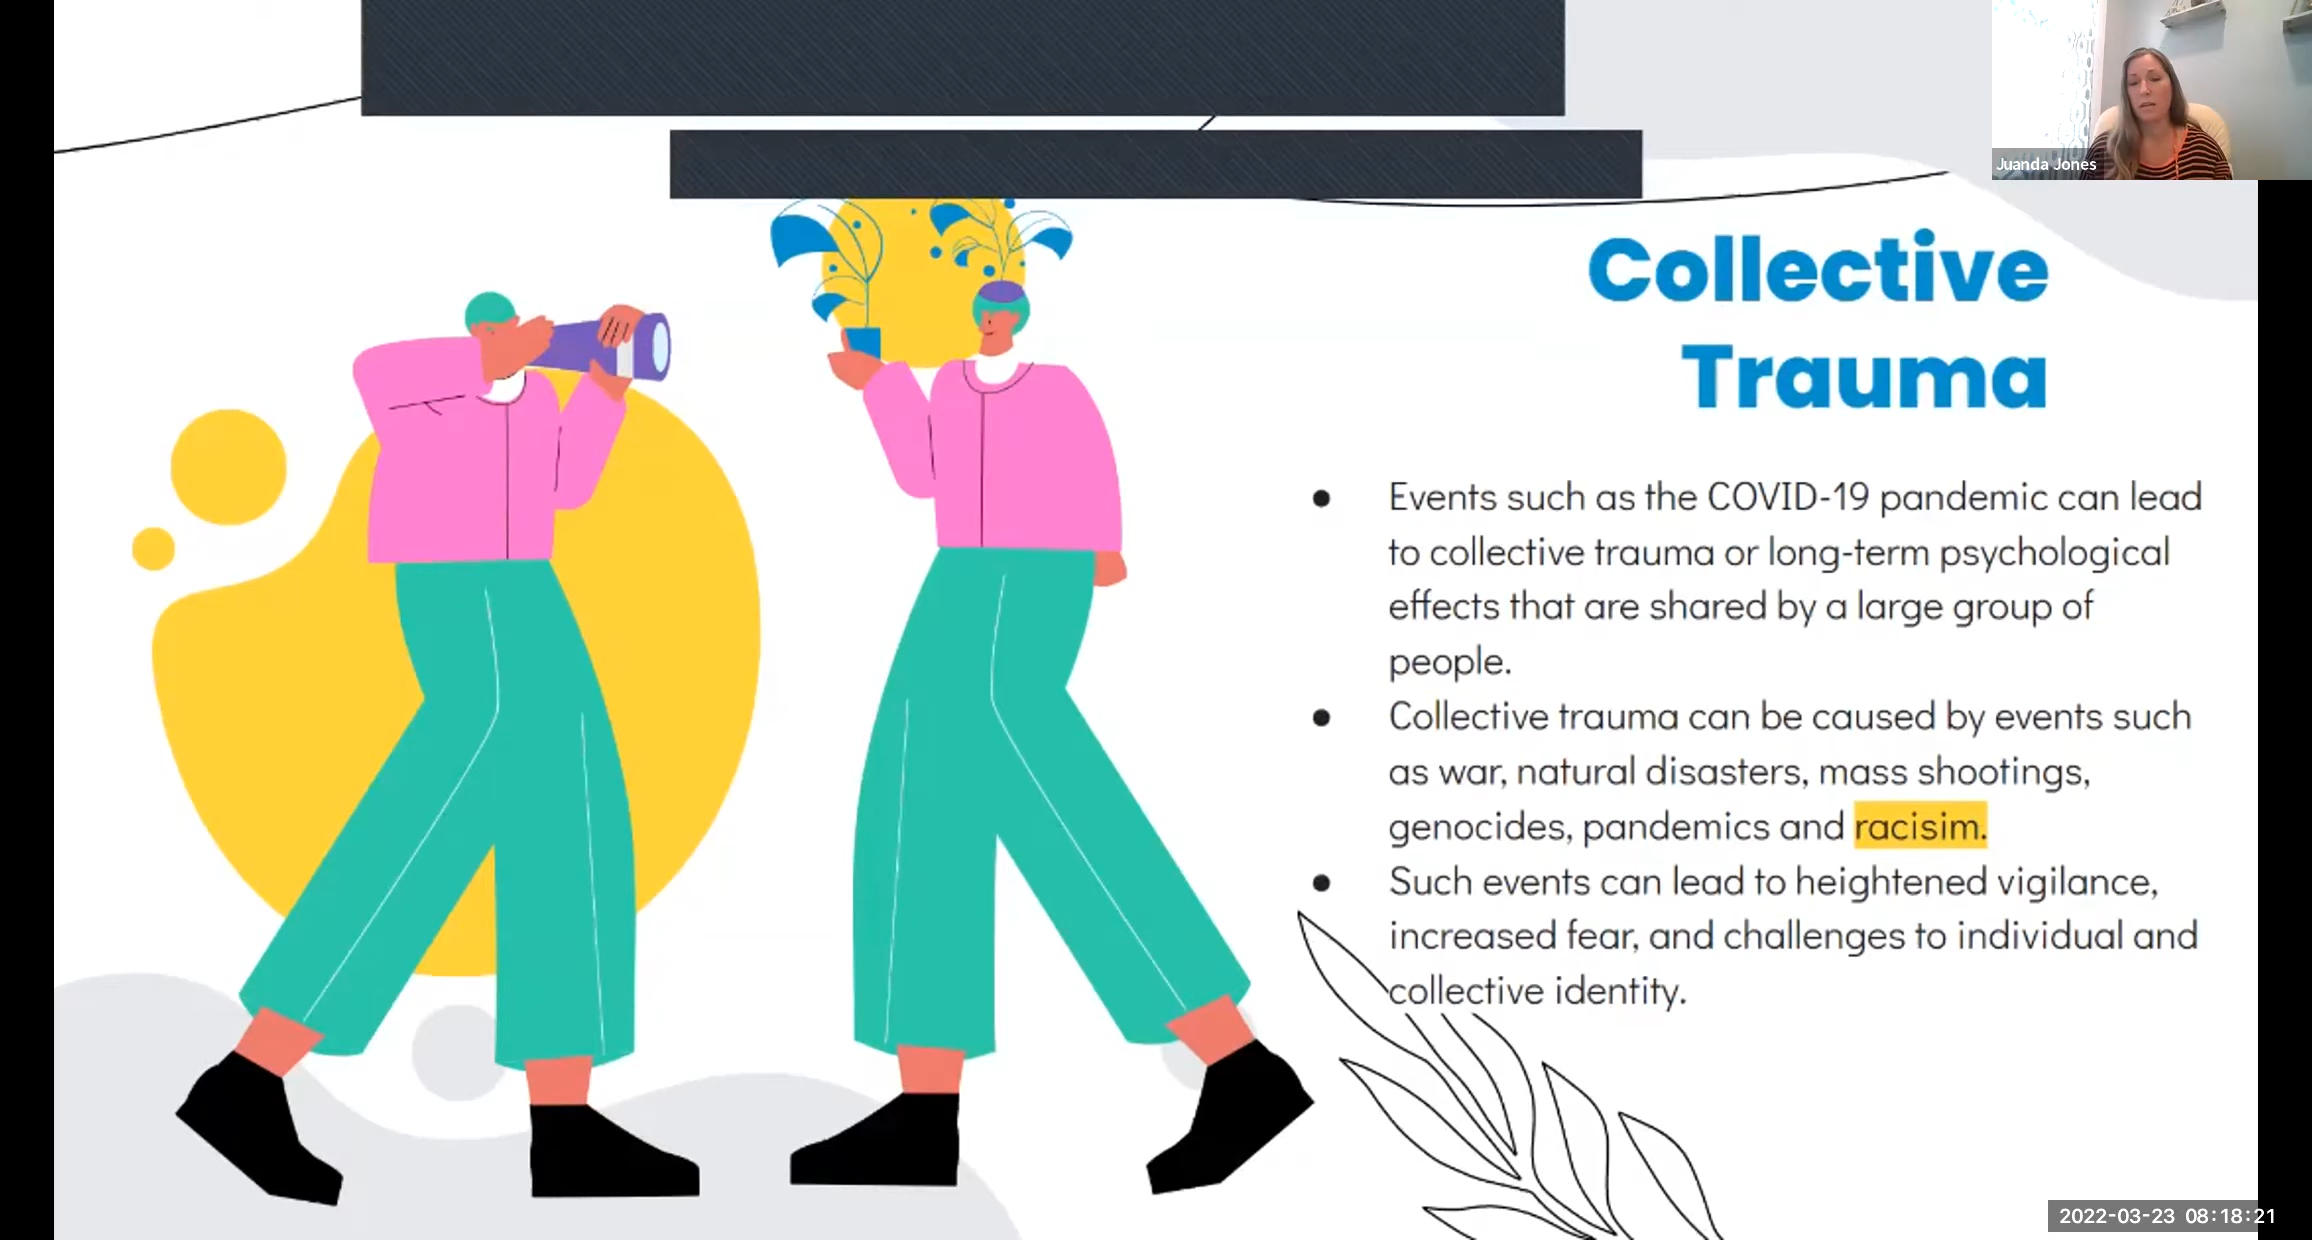 Juanda Jones
Collective
Trauma
● Events such as the COVID-19 pandemic can lead
to collective trauma or long-term psychological
effects that are shared by a large group of
people.
● Collective trauma can be caused by events such
as war, natural disasters, mass shootings,
genocides, pandemics and racisim.
● Such events can lead to heightened vigilance,
increased fear, and challenges to individual and
collective identity.
2022-03-23 08:18:21